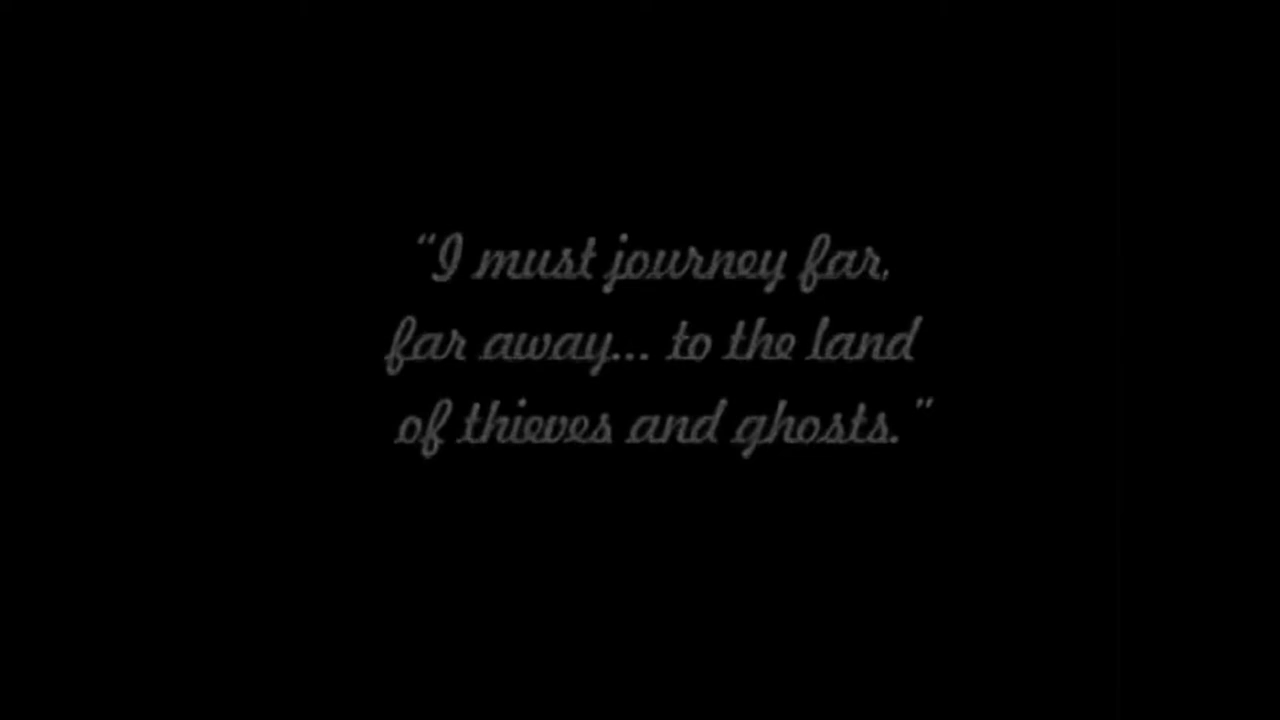 "I must journey far,
far away... to the land
of thieves and ghosts."